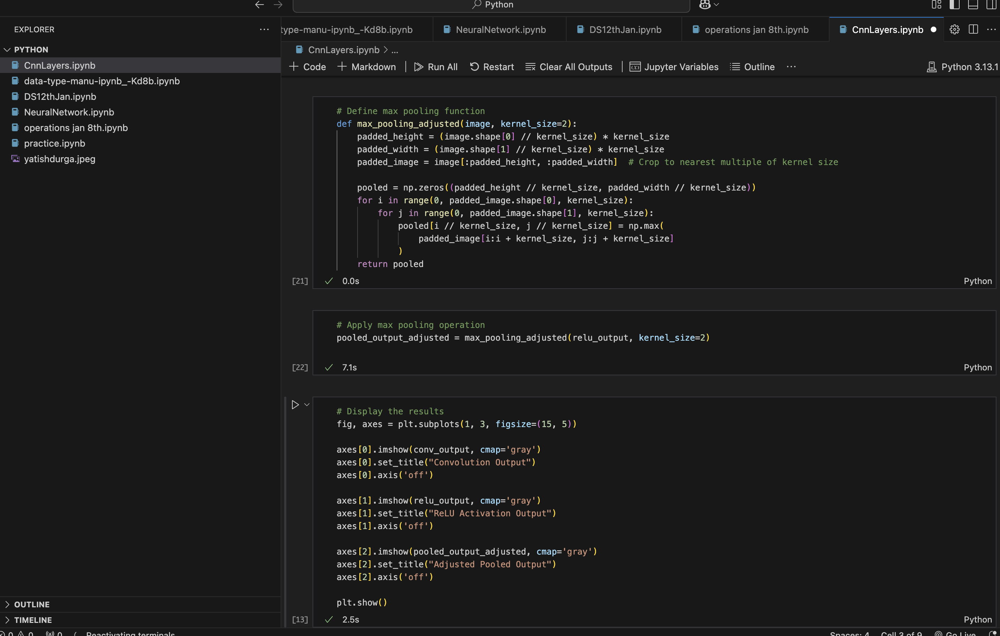 Python
EXPLORER
PYTHON
CnnLayers.ipynb
data-type-manu-ipynb_-Kd8b.ipynb
DS12thJan.ipynb
NeuralNetwork.ipynb
operations jan 8th.ipynb
practice.ipynb
yatishdurga.jpeg
OUTLINE
TIMELINE
type-manu-ipynb_-Kd8b.ipynb NeuralNetwork.ipynb DS12thJan.ipynb operations jan 8th.ipynb CnnLayers.ipynb
CnnLayers.ipynb > ...
+ Code + Markdown | Run All Restart Clear All Outputs | Jupyter Variables Outline ... Python 3.13.1
# Define max pooling function
def max_pooling_adjusted(image, kernel_size=2):
    padded_height = (image.shape[0] // kernel_size) * kernel_size
    padded_width = (image.shape[1] // kernel_size) * kernel_size
    padded_image = image[:padded_height, :padded_width]  # Crop to nearest multiple of kernel size
    pooled = np.zeros((padded_height // kernel_size, padded_width // kernel_size))
    for i in range(0, padded_image.shape[0], kernel_size):
        for j in range(0, padded_image.shape[1], kernel_size):
            pooled[i // kernel_size, j // kernel_size] = np.max(
                padded_image[i:i + kernel_size, j:j + kernel_size]
            )
    return pooled
[21] 0.0s Python
# Apply max pooling operation
pooled_output_adjusted = max_pooling_adjusted(relu_output, kernel_size=2)
[22] 7.1s Python
# Display the results
fig, axes = plt.subplots(1, 3, figsize=(15, 5))
axes[0].imshow(conv_output, cmap='gray')
axes[0].set_title("Convolution Output")
axes[0].axis('off')
axes[1].imshow(relu_output, cmap='gray')
axes[1].set_title("ReLU Activation Output")
axes[1].axis('off')
axes[2].imshow(pooled_output_adjusted, cmap='gray')
axes[2].set_title("Adjusted Pooled Output")
axes[2].axis('off')
plt.show()
[13] 2.5s Python
0 0 0 Reactivating terminals Spaces: 4 Cell 3 of 9 Go Live